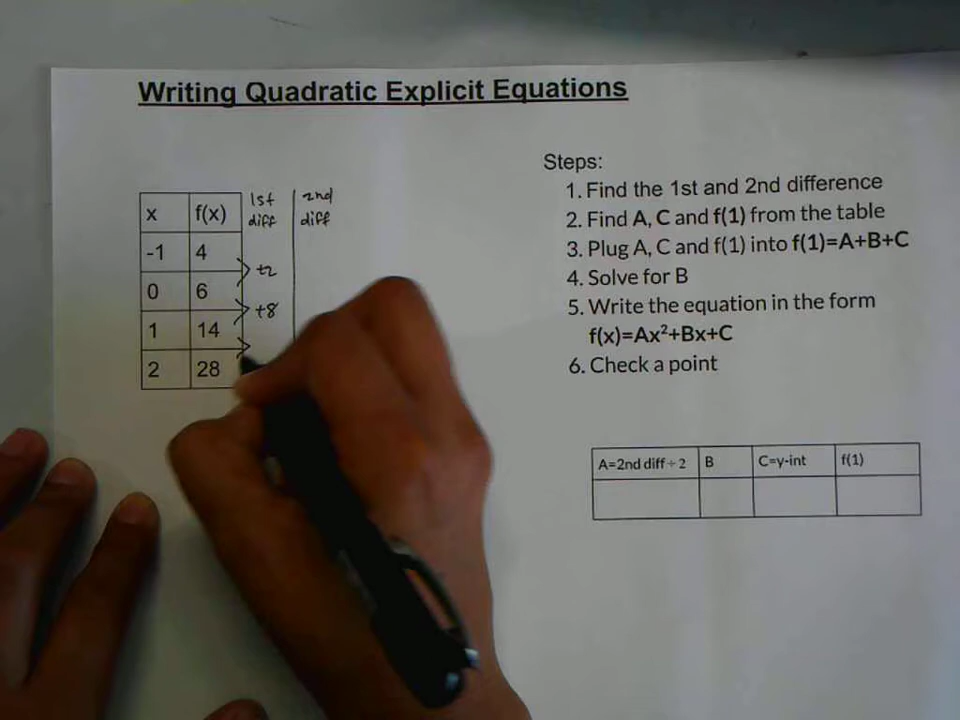 Writing Quadratic Explicit Equations
Steps:
1. Find the 1st and 2nd difference
2. Find A, C and f(1) from the table
3. Plug A, C and f(1) into f(1)=A+B+C
4. Solve for B
5. Write the equation in the form
f(x)=Ax²+Bx+C
6. Check a point
x f(x) 1st diff 2nd diff
-1 4
+2
0 6
+8
1 14
2 28
A=2nd diff÷2 B C=y-int f(1)